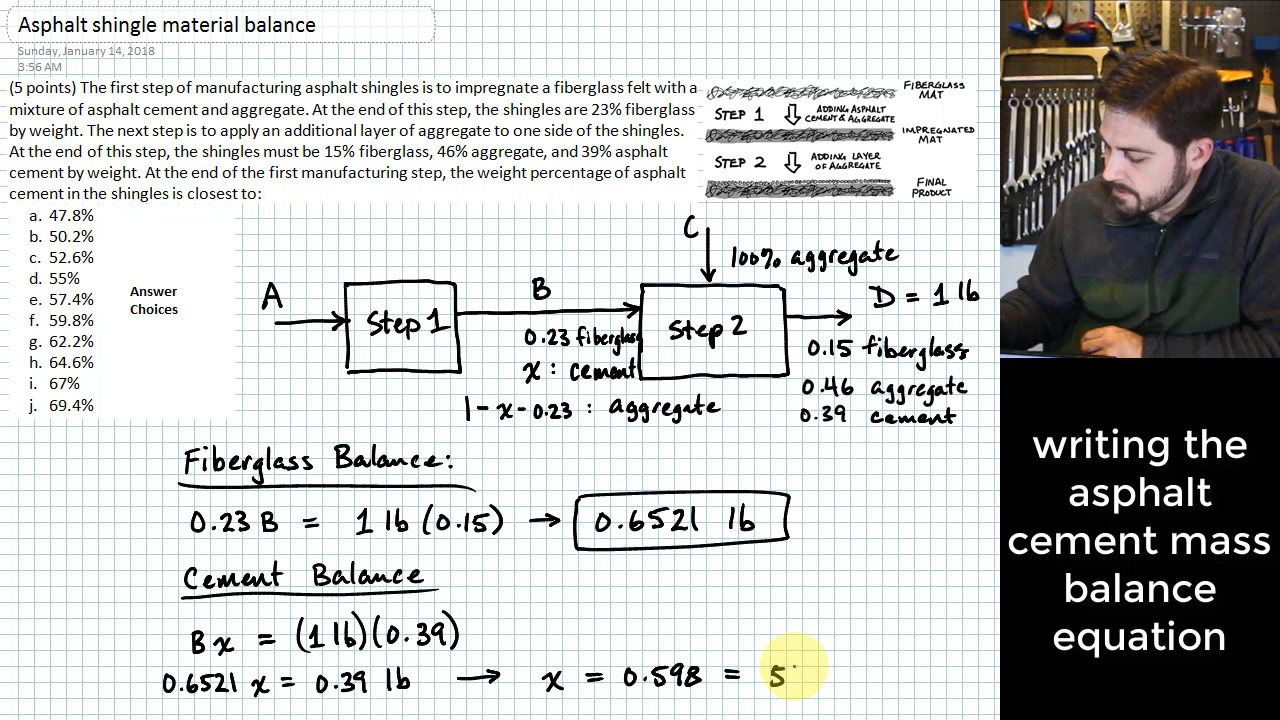 Asphalt shingle material balance
Sunday, January 14, 2018
3:56 AM
(5 points) The first step of manufacturing asphalt shingles is to impregnate a fiberglass felt with a
mixture of asphalt cement and aggregate. At the end of this step, the shingles are 23% fiberglass
by weight. The next step is to apply an additional layer of aggregate to one side of the shingles.
At the end of this step, the shingles must be 15% fiberglass, 46% aggregate, and 39% asphalt
cement by weight. At the end of the first manufacturing step, the weight percentage of asphalt
cement in the shingles is closest to:
a. 47.8%
b. 50.2%
c. 52.6%
d. 55%
e. 57.4%
f. 59.8%
g. 62.2%
h. 64.6%
i. 67%
j. 69.4%
Answer
Choices
FIBERGLASS
MAT
STEP 1
ADDING ASPHALT
CEMENT & AGGREGATE
IMPREGNATED
MAT
STEP 2
ADDING LAYER
OF AGGREGATE
FINAL
PRODUCT
A
Step 1
B
0.23 fiberglass
x : cement
1-x-0.23 : aggregate
C
100% aggregate
Step 2
D = 1 lb
0.15 fiberglass
0.46 aggregate
0.39 cement
Fiberglass Balance:
0.23 B = 1 lb (0.15) → 0.6521 lb
Cement Balance
B x = (1 lb)(0.39)
0.6521 x = 0.39 lb → x = 0.598 = 5
writing the
asphalt
cement mass
balance
equation